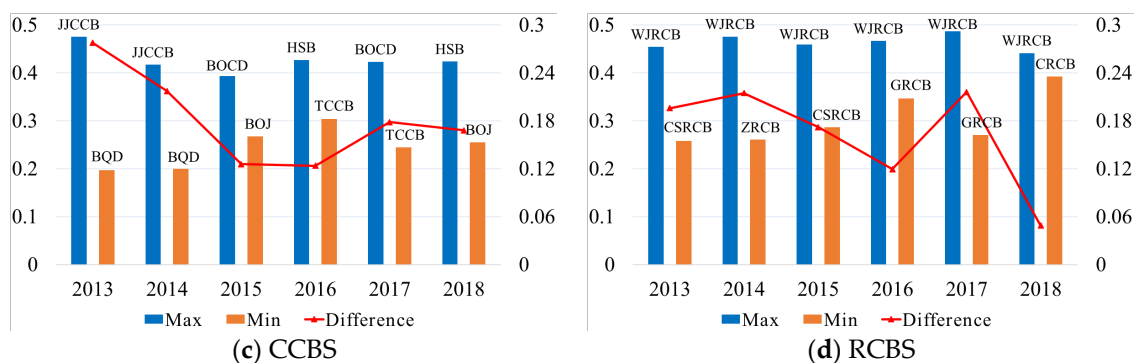 0.5 0.3 0.5 0.3
JJCCB JJCCB BOCD HSB BOCD HSB WJRCB WJRCB WJRCB WJRCB WJRCB WJRCB
0.4 0.24 0.4 CRCB 0.24
BOJ TCCB TCCB BOJ CSRCB ZRCB CSRCB GRCB GRCB
0.3 0.18 0.3 0.18
BQD BQD
0.2 0.12 0.2 0.12
0.1 0.06 0.1 0.06
0 0 0 0
2013 2014 2015 2016 2017 2018 2013 2014 2015 2016 2017 2018
Max Min Difference Max Min Difference
(c) CCBS (d) RCBS